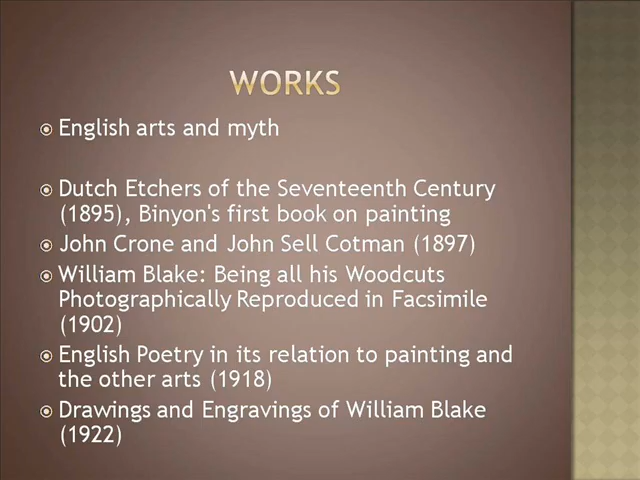 WORKS
English arts and myth
Dutch Etchers of the Seventeenth Century
(1895), Binyon's first book on painting
John Crone and John Sell Cotman (1897)
William Blake: Being all his Woodcuts
Photographically Reproduced in Facsimile
(1902)
English Poetry in its relation to painting and
the other arts (1918)
Drawings and Engravings of William Blake
(1922)